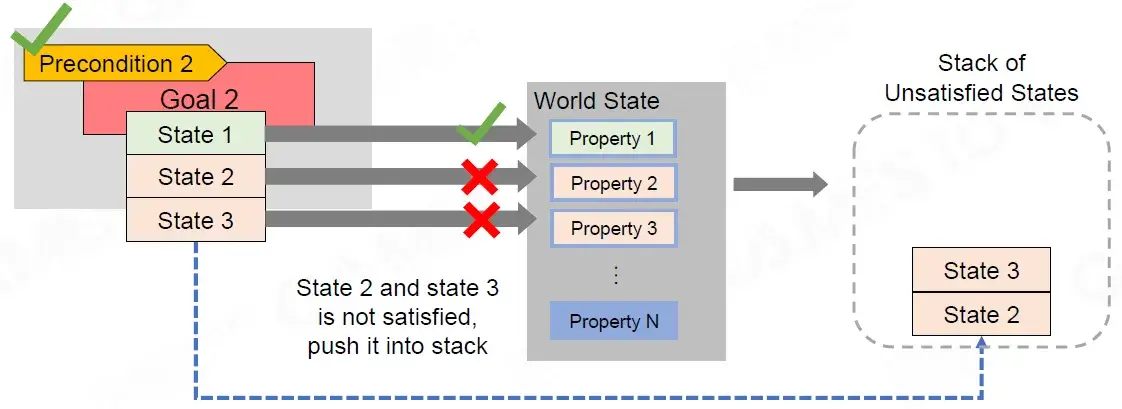 Precondition 2
Goal 2
State 1
State 2
State 3
World State
Property 1
Property 2
Property 3
⋮
Property N
State 2 and state 3
is not satisfied,
push it into stack
Stack of
Unsatisfied States
State 3
State 2